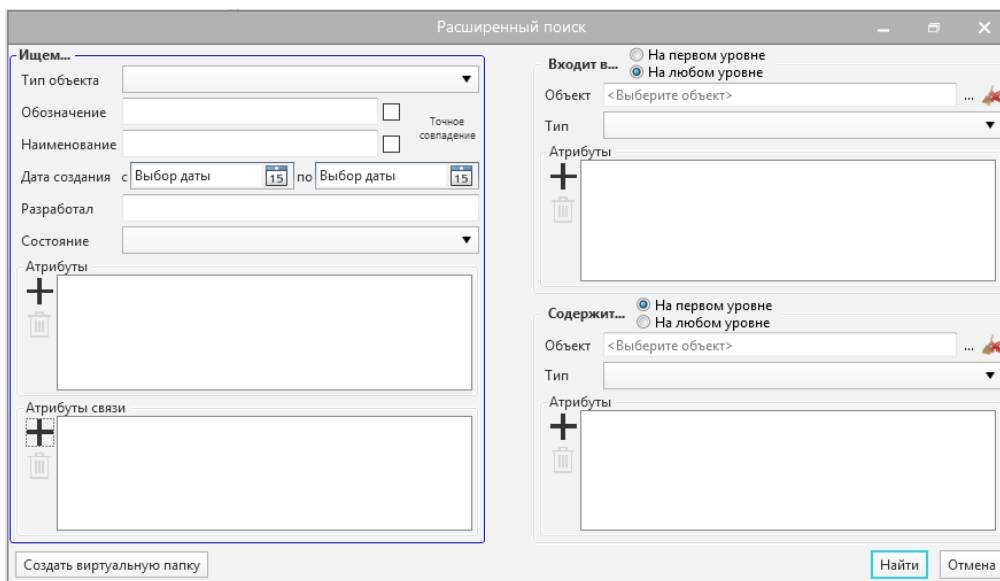 Расширенный поиск
Ищем...
Тип объекта
Обозначение
Наименование
Точное
совпадение
Дата создания с Выбор даты 15 по Выбор даты 15
Разработал
Состояние
Атрибуты
Атрибуты связи
Входит в...
На первом уровне
На любом уровне
Объект <Выберите объект> ...
Тип
Атрибуты
Содержит...
На первом уровне
На любом уровне
Объект <Выберите объект> ...
Тип
Атрибуты
Создать виртуальную папку
Найти
Отмена